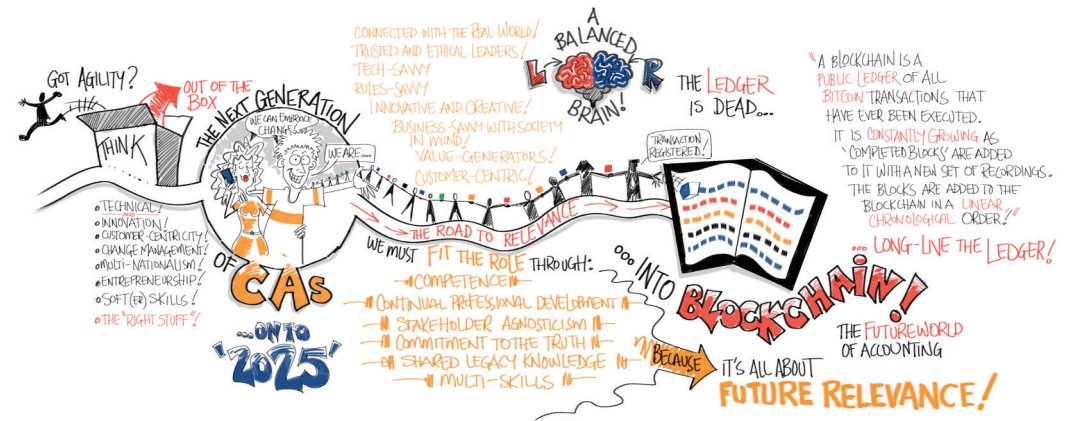 GOT AGILITY?
OUT OF THE
BOX
THINK
TECHNICAL!
AND
INNOVATION!
CUSTOMER-CENTRICITY!
CHANGE MANAGEMENT!
MULTI-NATIONALISM!
ENTREPRENEURSHIP!
SOFT(ER) SKILLS!
THE "RIGHT STUFF"!
THE NEXT GENERATION
WE CAN EMBRACE
CHANGE...
WE ARE....
OF
CAs
...ON TO
'2025'
CONNECTED WITH THE REAL WORLD!
TRUSTED AND ETHICAL LEADERS!
TECH-SAVVY
RULES-SAVVY
INNOVATIVE AND CREATIVE!
BUSINESS-SAVVY WITH SOCIETY
IN MIND!
VALUE-GENERATORS!
CUSTOMER-CENTRIC!
THE ROAD TO RELEVANCE
WE MUST FIT THE ROLE THROUGH:
COMPETENCE
CONTINUAL PROFESSIONAL DEVELOPMENT
STAKEHOLDER AGNOSTICISM
COMMITMENT TO THE TRUTH
SHARED LEGACY KNOWLEDGE
MULTI-SKILLS
A
BALANCED
L R
BRAIN!
THE LEDGER
IS DEAD...
TRANSACTION
REGISTERED!
"A BLOCKCHAIN IS A
PUBLIC LEDGER OF ALL
BITCOIN TRANSACTIONS THAT
HAVE EVER BEEN EXECUTED.
IT IS CONSTANTLY GROWING AS
'COMPLETED BLOCKS' ARE ADDED
TO IT WITH A NEW SET OF RECORDINGS.
THE BLOCKS ARE ADDED TO THE
BLOCKCHAIN IN A LINEAR,
CHRONOLOGICAL ORDER!"
... LONG-LIVE THE LEDGER!
... INTO
BLOCKCHAIN!
THE FUTUREWORLD
OF ACCOUNTING
BECAUSE
IT'S ALL ABOUT
FUTURE RELEVANCE!